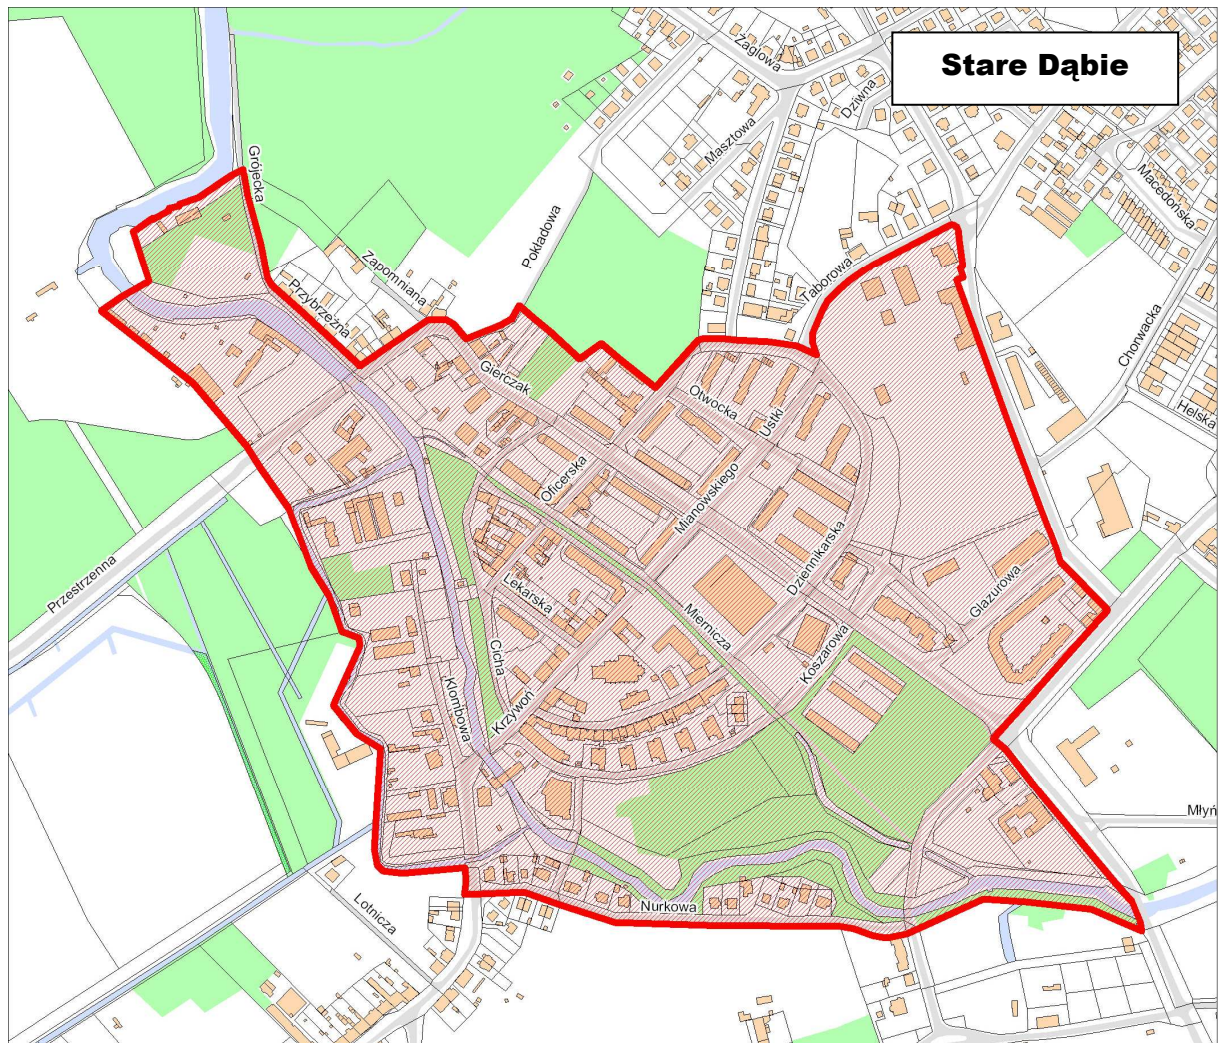 Stare Dąbie
Żaglowa
Dziwna
Masztowa
Grójecka
Macedońska
Pokładowa
Zapomniana
Taborowa
Przybrzeżna
Chorwacka
Gierczak
Otwocka
Ustki
Helska
Oficerska
Mianowskiego
Dziennikarska
Przestrzenna
Lekarska
Glazurowa
Miernicza
Koszarowa
Cicha
Klombowa
Krzywoń
Młyń
Nurkowa
Lotnicza